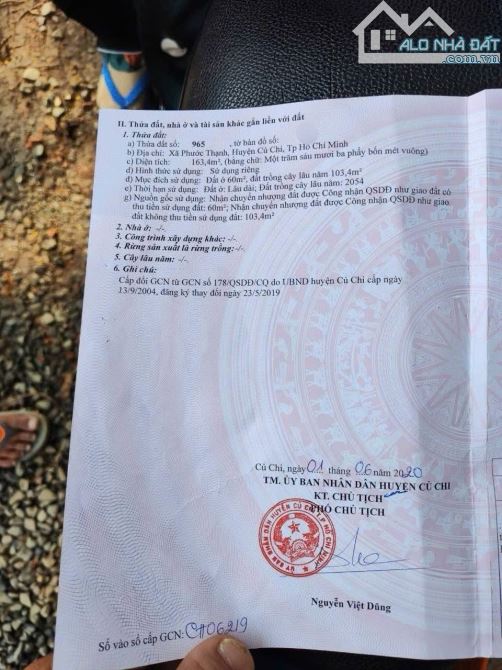 ALO NHÀ ĐẤT
.com.vn
II. Thửa đất, nhà ở và tài sản khác gắn liền với đất
1. Thửa đất:
a) Thửa đất số: 965 , tờ bản đồ số:
b) Địa chỉ: Xã Phước Thạnh, Huyện Củ Chi, Tp Hồ Chí Minh
c) Diện tích: 163,4m², (bằng chữ: Một trăm sáu mươi ba phẩy bốn mét vuông)
d) Hình thức sử dụng: Sử dụng riêng
đ) Mục đích sử dụng: Đất ở 60m², đất trồng cây lâu năm 103,4m²
e) Thời hạn sử dụng: Đất ở: Lâu dài; Đất trồng cây lâu năm: 2054
g) Nguồn gốc sử dụng: Nhận chuyển nhượng đất được Công nhận QSDĐ như giao đất có
thu tiền sử dụng đất: 60m²; Nhận chuyển nhượng đất được Công nhận QSDĐ như giao
đất không thu tiền sử dụng đất: 103,4m²
2. Nhà ở: -/-
3. Công trình xây dựng khác: -/-
4. Rừng sản xuất là rừng trồng: -/-
5. Cây lâu năm: -/-
6. Ghi chú:
Cấp đổi GCN từ GCN số 178/QSDĐ/CQ do UBND huyện Củ Chi cấp ngày
13/9/2004, đăng ký thay đổi ngày 23/5/2019
Củ Chi, ngày 01 tháng 06 năm 2020
TM. ỦY BAN NHÂN DÂN HUYỆN CỦ CHI
KT. CHỦ TỊCH
PHÓ CHỦ TỊCH
ỦY BAN NHÂN DÂN HUYỆN CỦ CHI T.P HỒ CHÍ MINH
Nguyễn Việt Dũng
Số vào sổ cấp GCN: CH06219